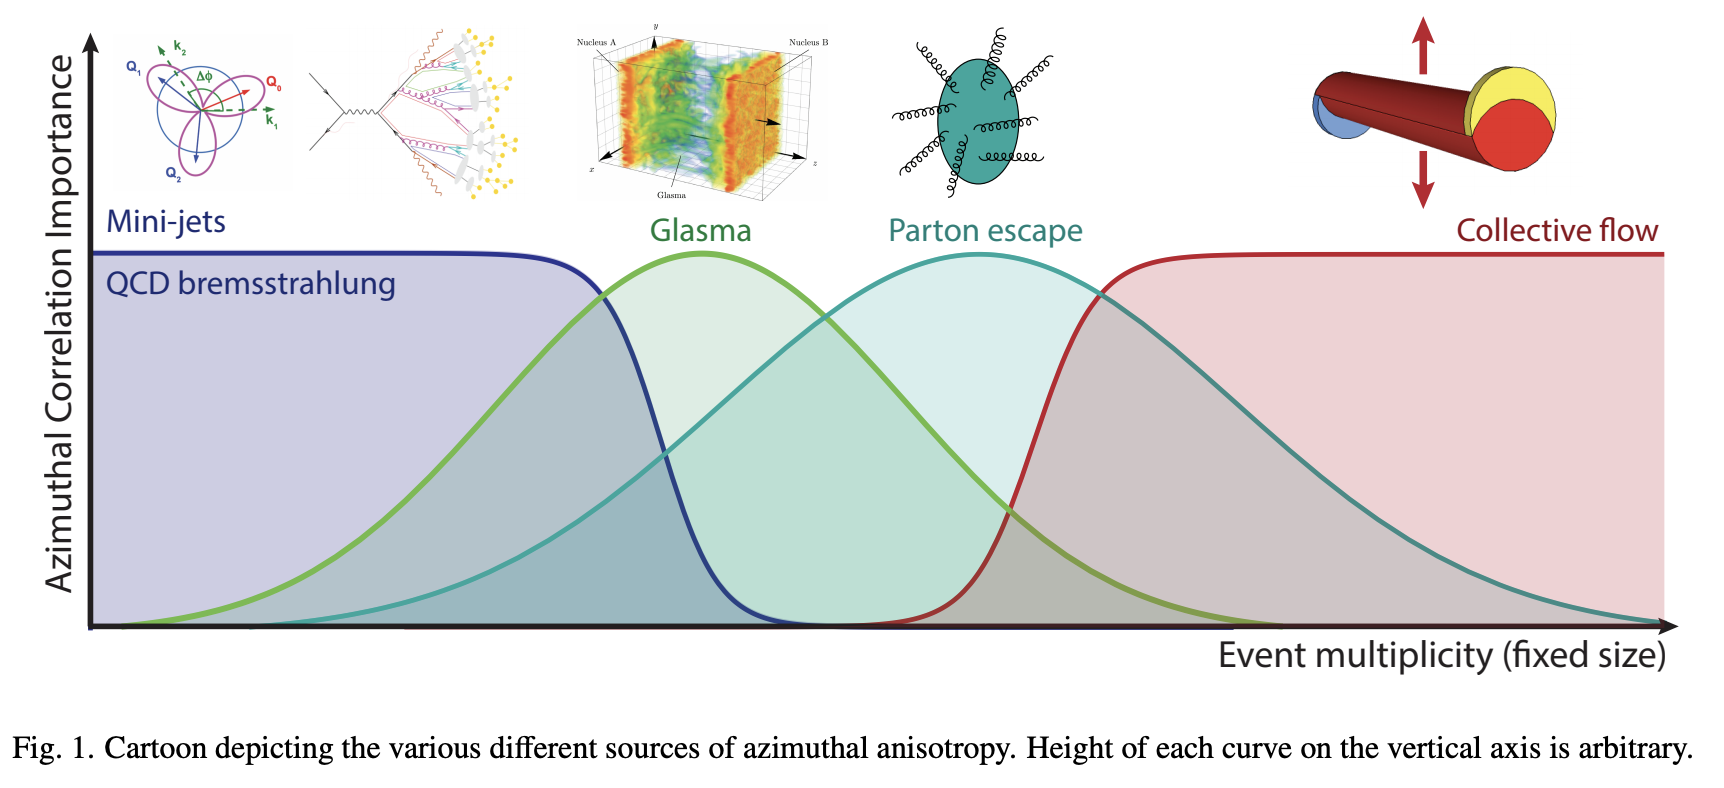 Azimuthal Correlation Importance
k₂
Q₁
Δϕ
Q₀
k₁
Q₂
y
Nucleus A
Nucleus B
x
z
Glasma
Mini-jets
QCD bremsstrahlung
Glasma
Parton escape
Collective flow
Event multiplicity (fixed size)
Fig. 1. Cartoon depicting the various different sources of azimuthal anisotropy. Height of each curve on the vertical axis is arbitrary.